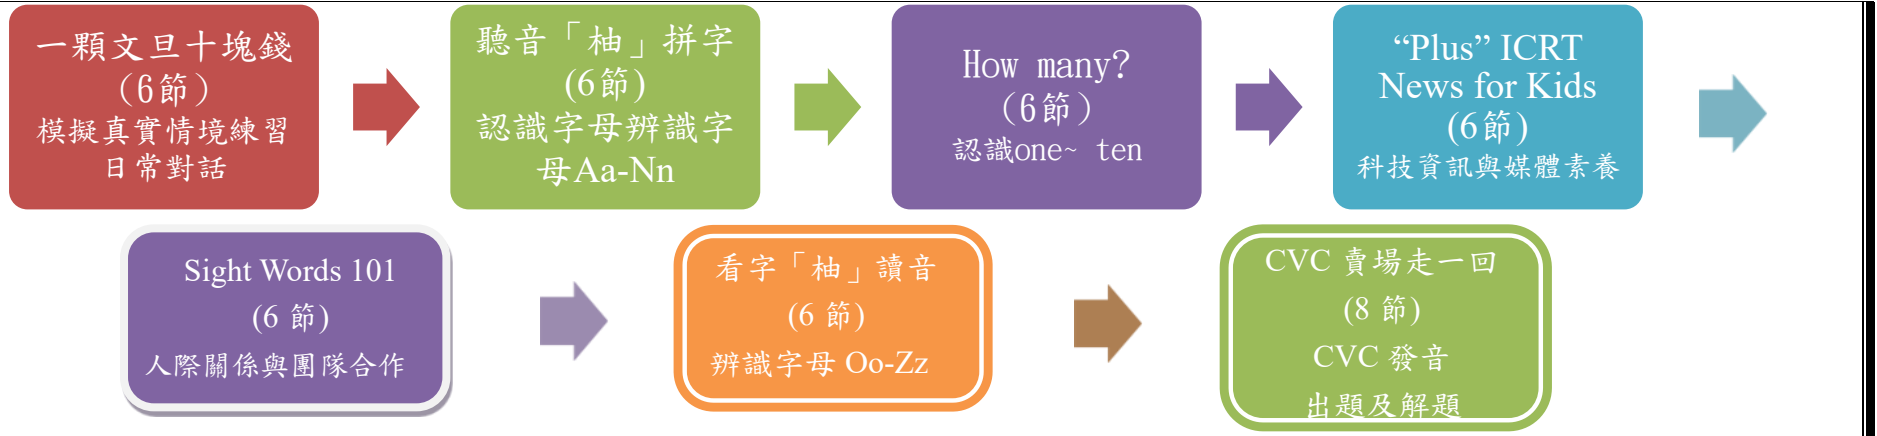 一顆文旦十塊錢
(6節)
模擬真實情境練習
日常對話
聽音「柚」拼字
(6節)
認識字母辨識字
母Aa-Nn
How many?
(6節)
認識one~ ten
“Plus” ICRT
News for Kids
(6節)
科技資訊與媒體素養
Sight Words 101
(6 節)
人際關係與團隊合作
看字「柚」讀音
(6 節)
辨識字母 Oo-Zz
CVC 賣場走一回
(8 節)
CVC 發音
出題及解題